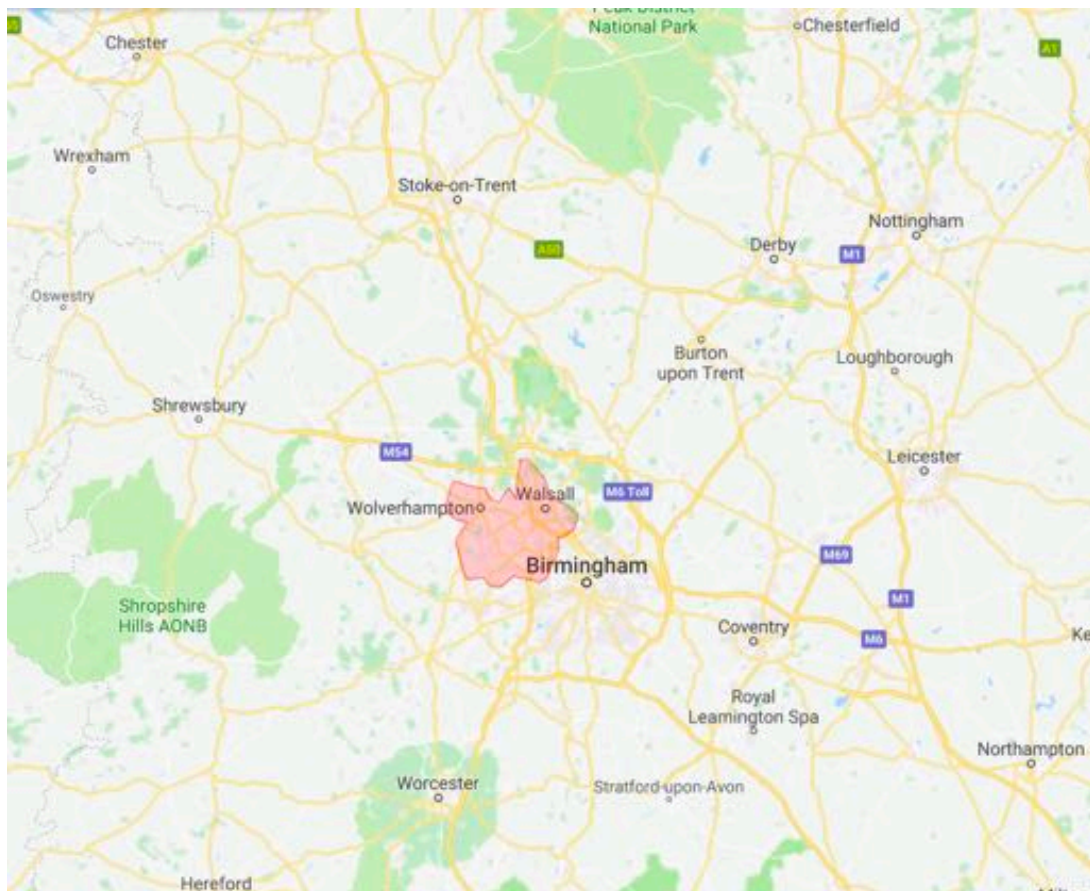 Peak District
National Park
Chesterfield
A1
Chester
Wrexham
Stoke-on-Trent
Nottingham
Derby
M1
A50
Oswestry
Burton
upon Trent
Loughborough
Shrewsbury
M54
Leicester
M6 Toll
Wolverhampton
Walsall
M69
Birmingham
Shropshire
Hills AONB
M1
Coventry
M6
Ke
Royal
Leamington Spa
Northampton
Worcester
Stratford-upon-Avon
Hereford